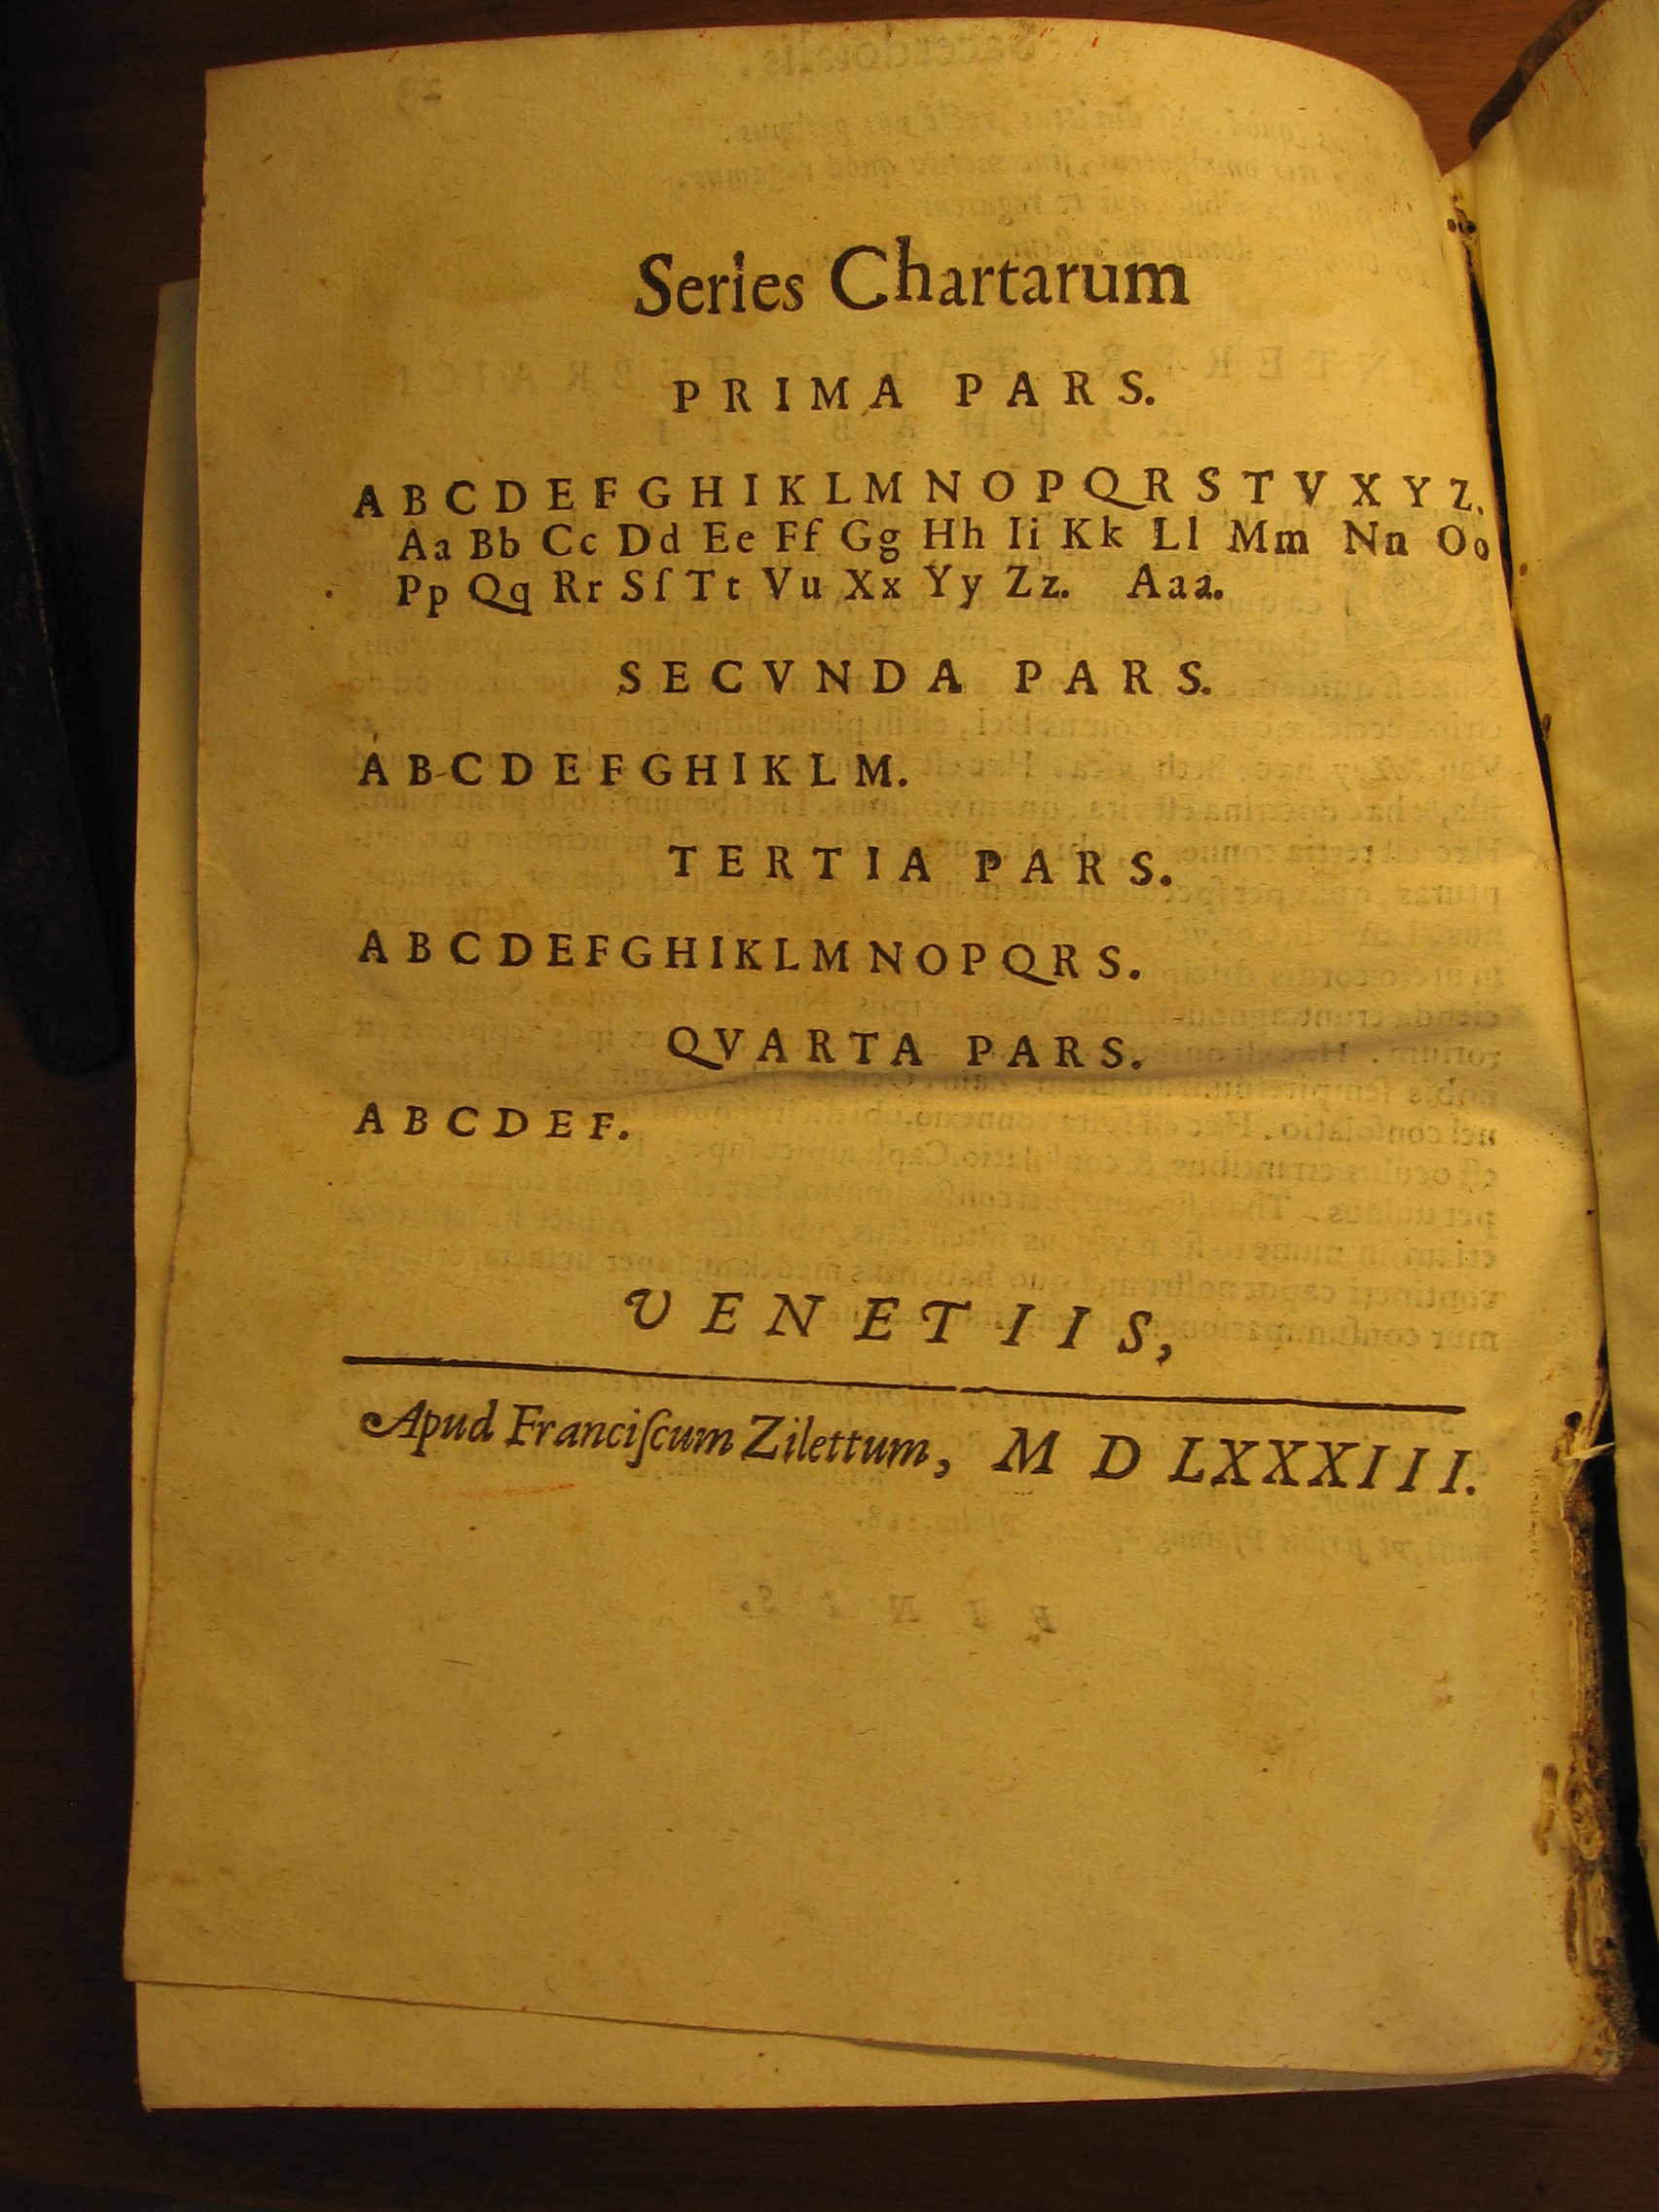 Series Chartarum
PRIMA PARS.
A B C D E F G H I K L M N O P Q R S T V X Y Z.
Aa Bb Cc Dd Ee Ff Gg Hh Ii Kk Ll Mm Nn Oo
Pp Qq Rr Sſ Tt Vu Xx Yy Zz. Aaa.
SECVNDA PARS.
A B C D E F G H I K L M.
TERTIA PARS.
A B C D E F G H I K L M N O P Q R S.
QVARTA PARS.
A B C D E F.
VENETIIS,
Apud Franciſcum Zilettum, M D LXXXIII.